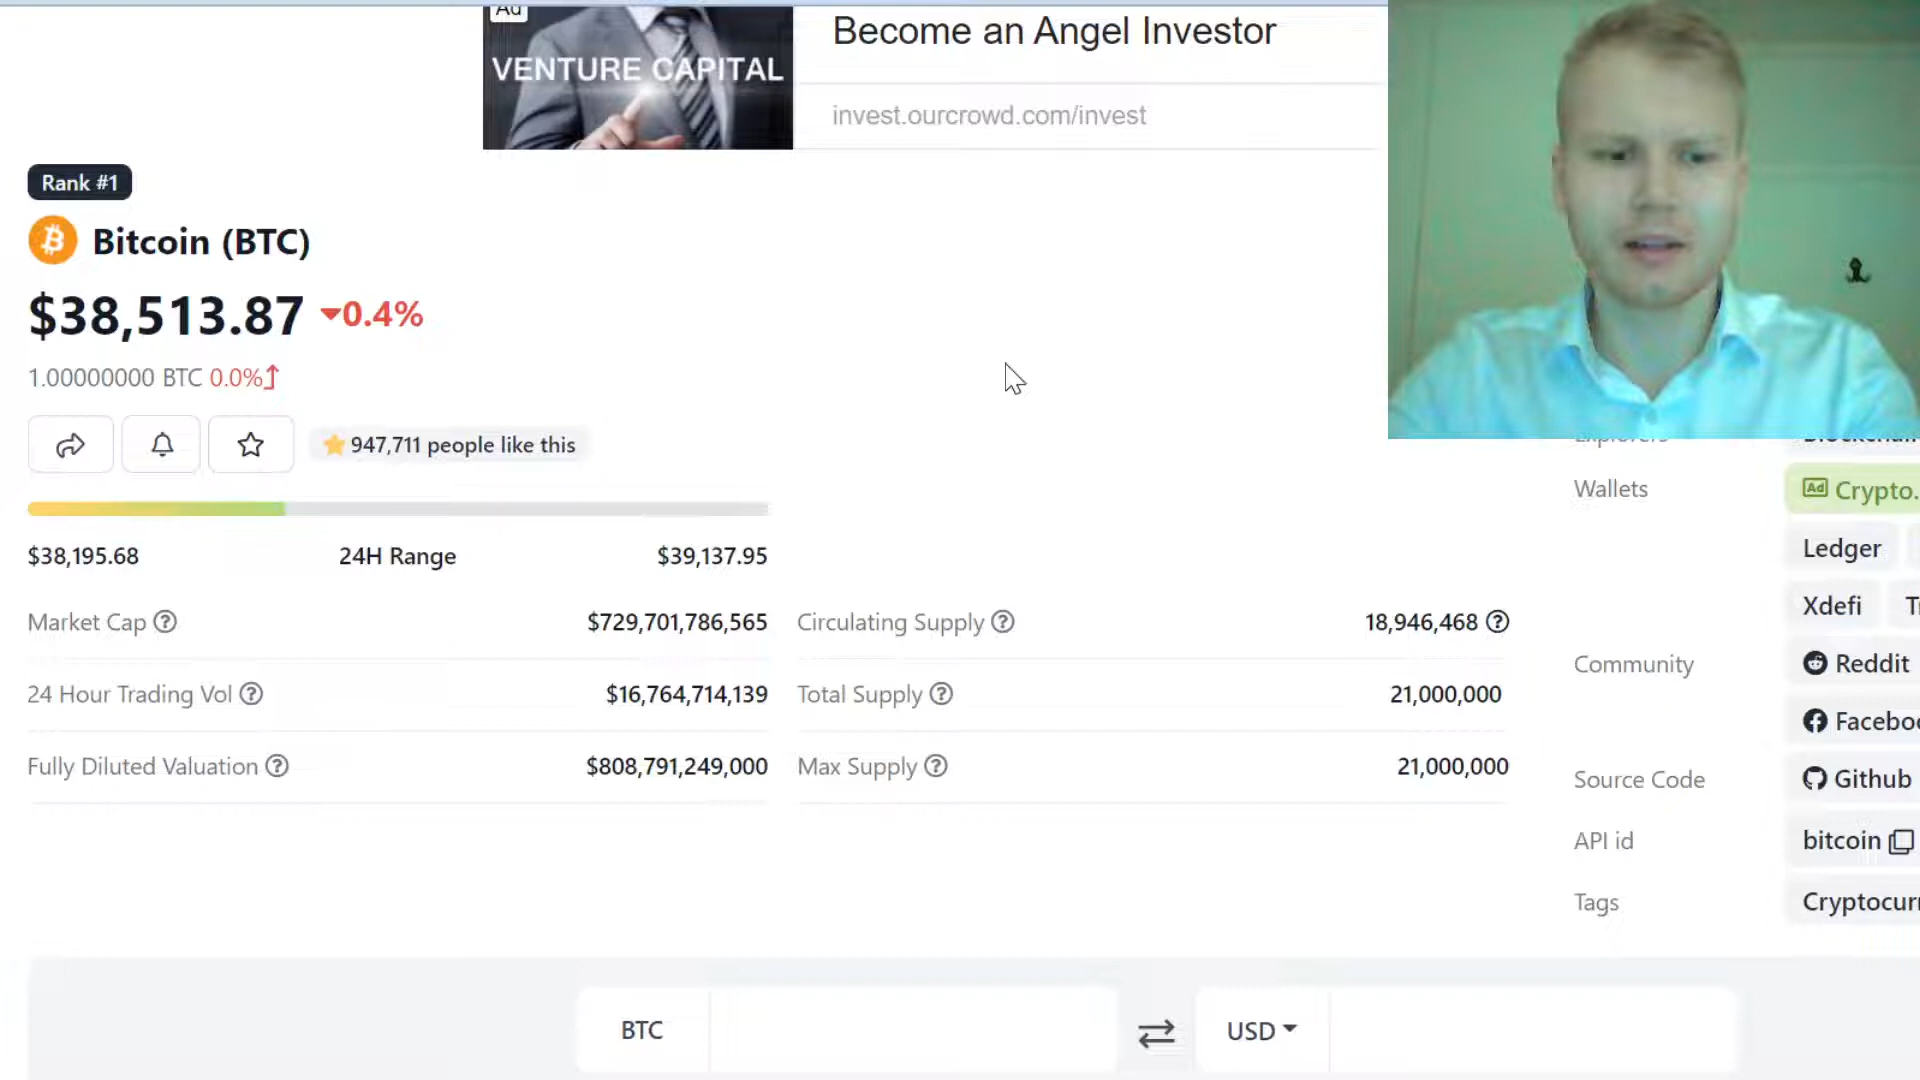 Ad
VENTURE CAPITAL
Become an Angel Investor
invest.ourcrowd.com/invest
Rank #1
Bitcoin (BTC)
$38,513.87 0.4%
1.00000000 BTC 0.0%
947,711 people like this
$38,195.68 24H Range $39,137.95
Market Cap $729,701,786,565
24 Hour Trading Vol $16,764,714,139
Fully Diluted Valuation $808,791,249,000
Circulating Supply 18,946,468
Total Supply 21,000,000
Max Supply 21,000,000
Wallets
Ad Crypto.
Ledger
Xdefi
Community
Reddit
Facebo
Source Code
Github
API id
bitcoin
Tags
Cryptocur
BTC
USD